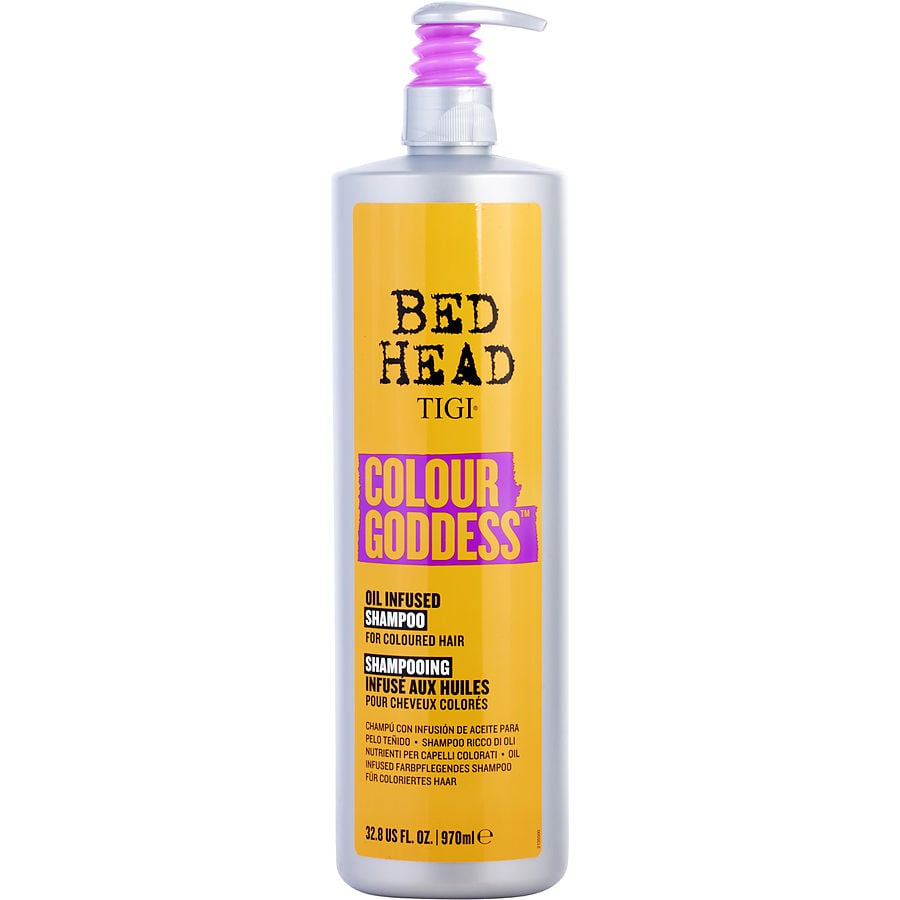 BED
HEAD
TIGI®
COLOUR
GODDESS™
OIL INFUSED
SHAMPOO
FOR COLOURED HAIR
SHAMPOOING
INFUSÉ AUX HUILES
POUR CHEVEUX COLORÉS
CHAMPÚ CON INFUSIÓN DE ACEITE PARA
PELO TEÑIDO • SHAMPOO RICCO DI OLI
NUTRIENTI PER CAPELLI COLORATI • OIL
INFUSED FARBPFLEGENDES SHAMPOO
FÜR COLORIERTES HAAR
32.8 US FL. OZ. | 970ml ℮